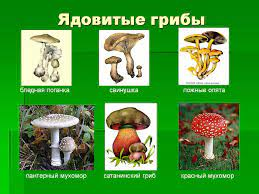 Ядовитые грибы
бледная поганка свинушка ложные опята
пантерный мухомор сатанинский гриб красный мухомор